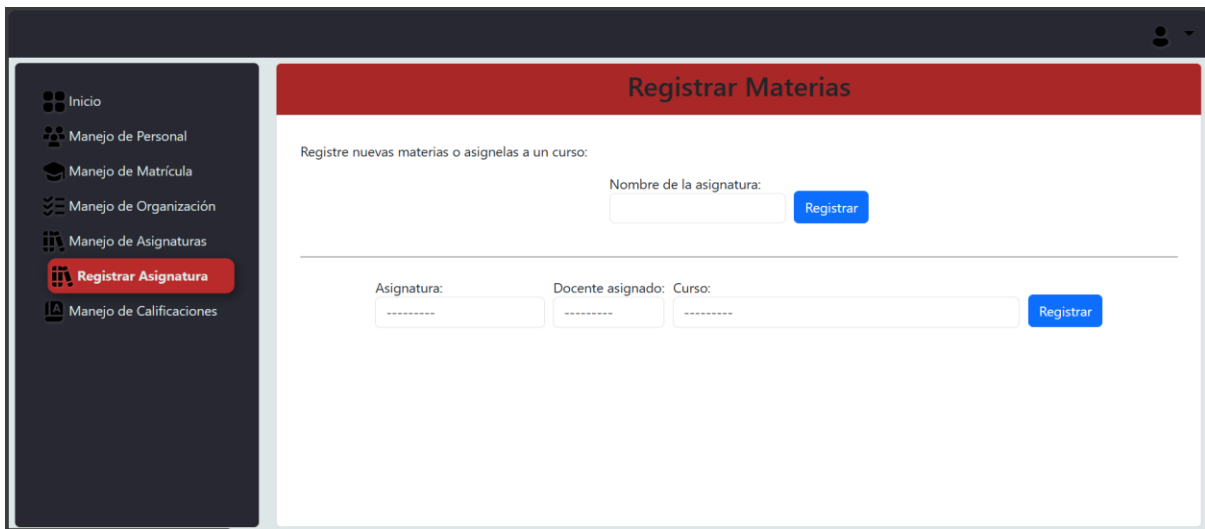 Registrar Materias
Inicio
Manejo de Personal
Manejo de Matrícula
Manejo de Organización
Manejo de Asignaturas
Registrar Asignatura
Manejo de Calificaciones
Registre nuevas materias o asignelas a un curso:
Nombre de la asignatura:
Registrar
Asignatura: Docente asignado: Curso:
--------- --------- --------- Registrar